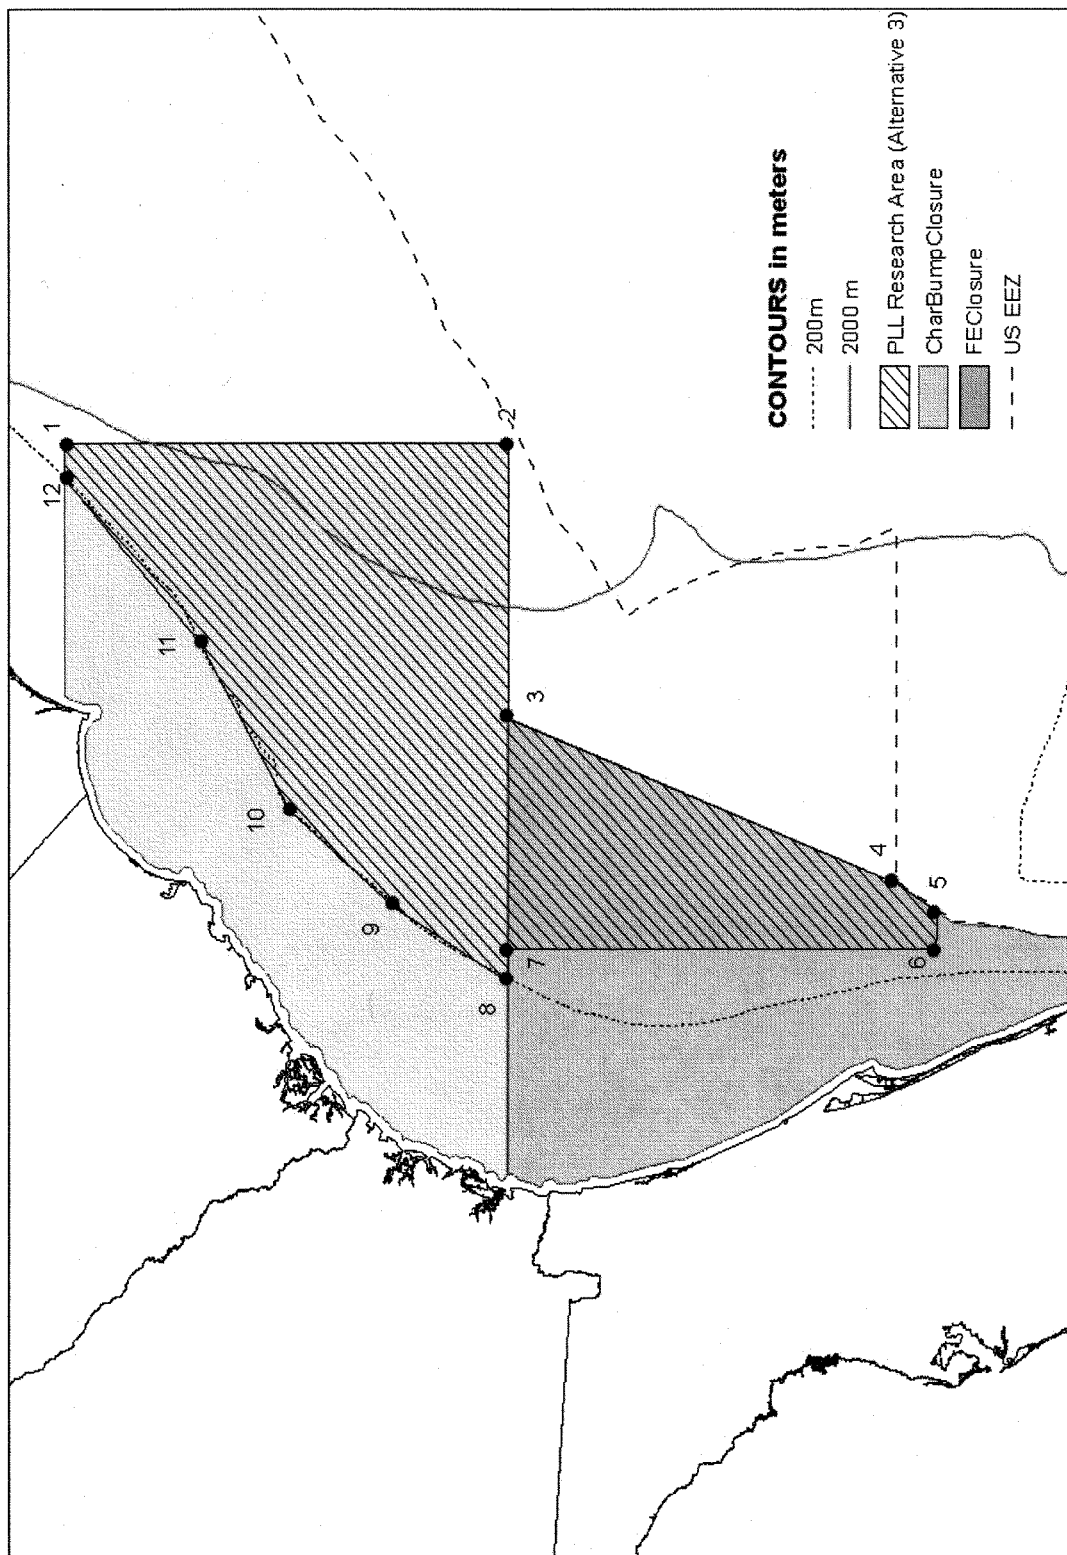 1
12
11
10
9
8
7
2
3
4
5
6
CONTOURS in meters
200m
2000 m
PLL Research Area (Alternative 3)
CharBumpClosure
FEClosure
US EEZ